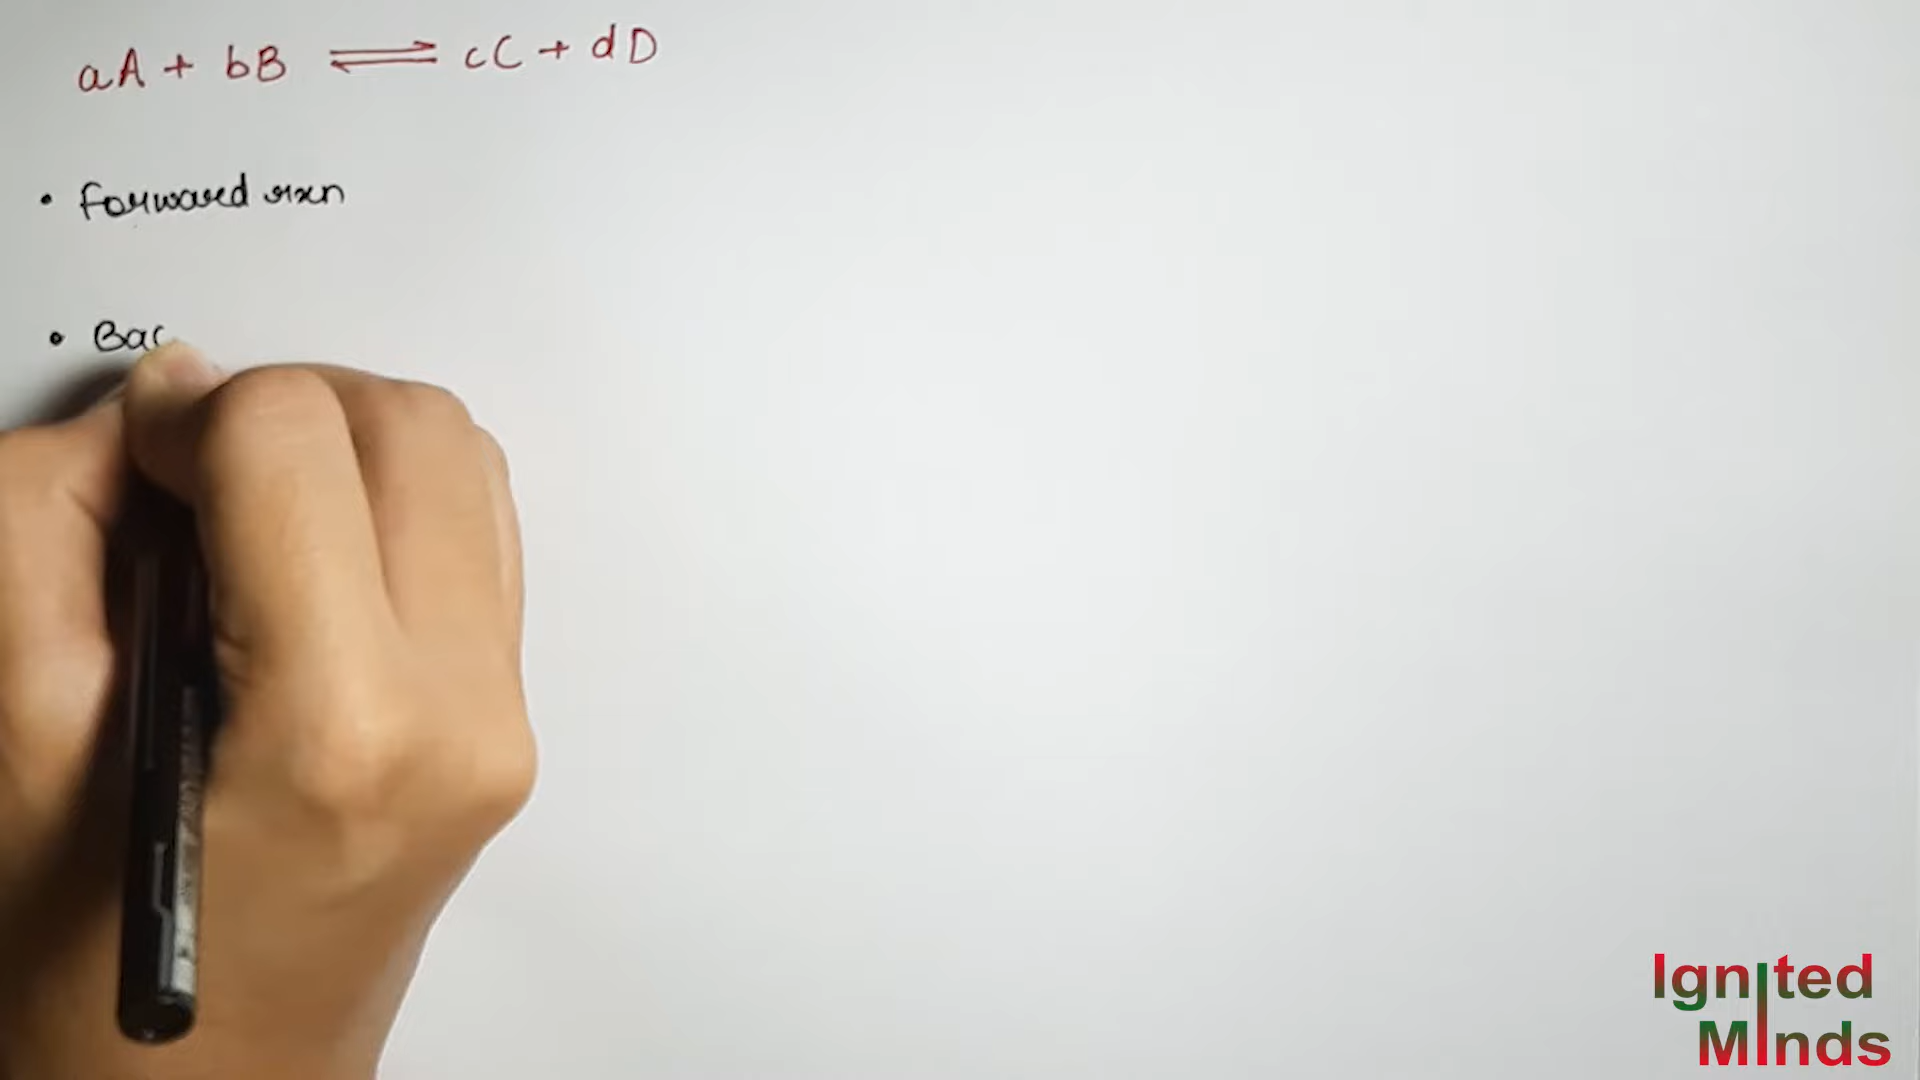 aA + bB ⇌ cC + dD
• Forward rxn
• Bac
Ignited
Minds